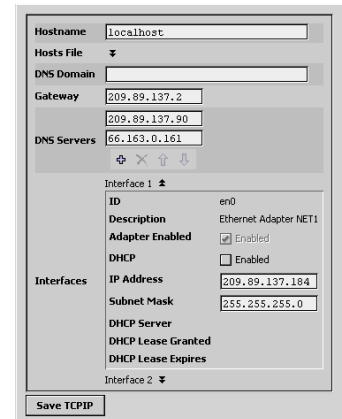 Hostname localhost
Hosts File
DNS Domain
Gateway 209.89.137.2
DNS Servers 209.89.137.90
66.163.0.161
Interface 1
Interfaces
ID en0
Description Ethernet Adapter NET1
Adapter Enabled Enabled
DHCP Enabled
IP Address 209.89.137.184
Subnet Mask 255.255.255.0
DHCP Server
DHCP Lease Granted
DHCP Lease Expires
Interface 2
Save TCPIP